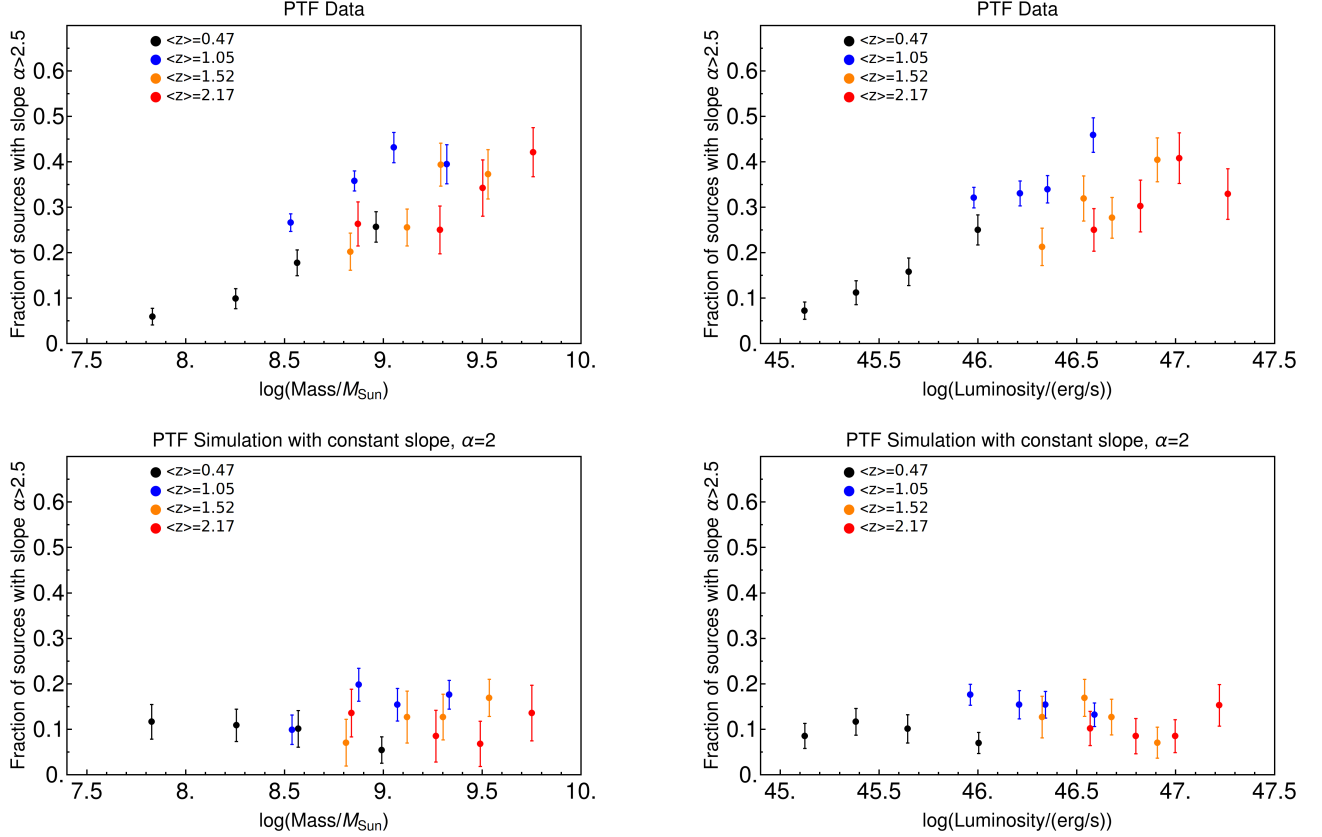 PTF Data
Fraction of sources with slope α>2.5
<z>=0.47
<z>=1.05
<z>=1.52
<z>=2.17
0.6
0.5
0.4
0.3
0.2
0.1
0.
7.5 8. 8.5 9. 9.5 10.
log(Mass/M_Sun)
PTF Data
Fraction of sources with slope α>2.5
<z>=0.47
<z>=1.05
<z>=1.52
<z>=2.17
0.6
0.5
0.4
0.3
0.2
0.1
0.
45. 45.5 46. 46.5 47. 47.5
log(Luminosity/(erg/s))
PTF Simulation with constant slope, α=2
Fraction of sources with slope α>2.5
<z>=0.47
<z>=1.05
<z>=1.52
<z>=2.17
0.6
0.5
0.4
0.3
0.2
0.1
0.
7.5 8. 8.5 9. 9.5 10.
log(Mass/M_Sun)
PTF Simulation with constant slope, α=2
Fraction of sources with slope α>2.5
<z>=0.47
<z>=1.05
<z>=1.52
<z>=2.17
0.6
0.5
0.4
0.3
0.2
0.1
0.
45. 45.5 46. 46.5 47. 47.5
log(Luminosity/(erg/s))